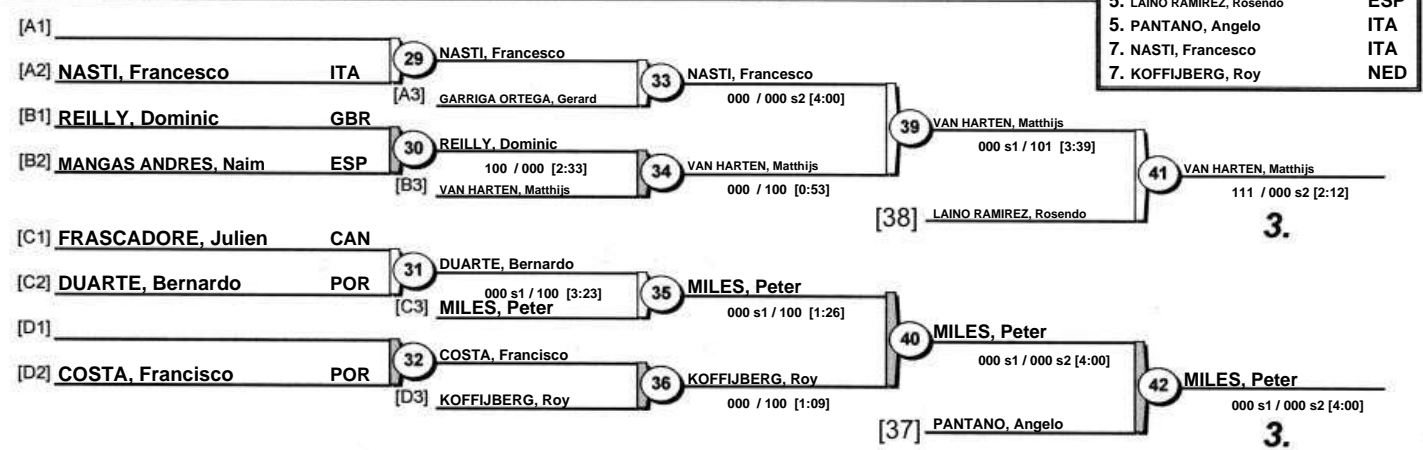 5. LAINO RAMIREZ, Rosendo ESP
5. PANTANO, Angelo ITA
7. NASTI, Francesco ITA
7. KOFFIJBERG, Roy NED
[A1]
[A2] NASTI, Francesco ITA
29 NASTI, Francesco
[A3] GARRIGA ORTEGA, Gerard
33 NASTI, Francesco
000 / 000 s2 [4:00]
[B1] REILLY, Dominic GBR
[B2] MANGAS ANDRES, Naim ESP
30 REILLY, Dominic
100 / 000 [2:33]
[B3] VAN HARTEN, Matthijs
34 VAN HARTEN, Matthijs
000 / 100 [0:53]
39 VAN HARTEN, Matthijs
000 s1 / 101 [3:39]
[38] LAINO RAMIREZ, Rosendo
41 VAN HARTEN, Matthijs
111 / 000 s2 [2:12]
3.
[C1] FRASCADORE, Julien CAN
[C2] DUARTE, Bernardo POR
31 DUARTE, Bernardo
000 s1 / 100 [3:23]
[C3] MILES, Peter
35 MILES, Peter
000 s1 / 100 [1:26]
[D1]
[D2] COSTA, Francisco POR
32 COSTA, Francisco
[D3] KOFFIJBERG, Roy
36 KOFFIJBERG, Roy
000 / 100 [1:09]
40 MILES, Peter
000 s1 / 000 s2 [4:00]
[37] PANTANO, Angelo
42 MILES, Peter
000 s1 / 000 s2 [4:00]
3.